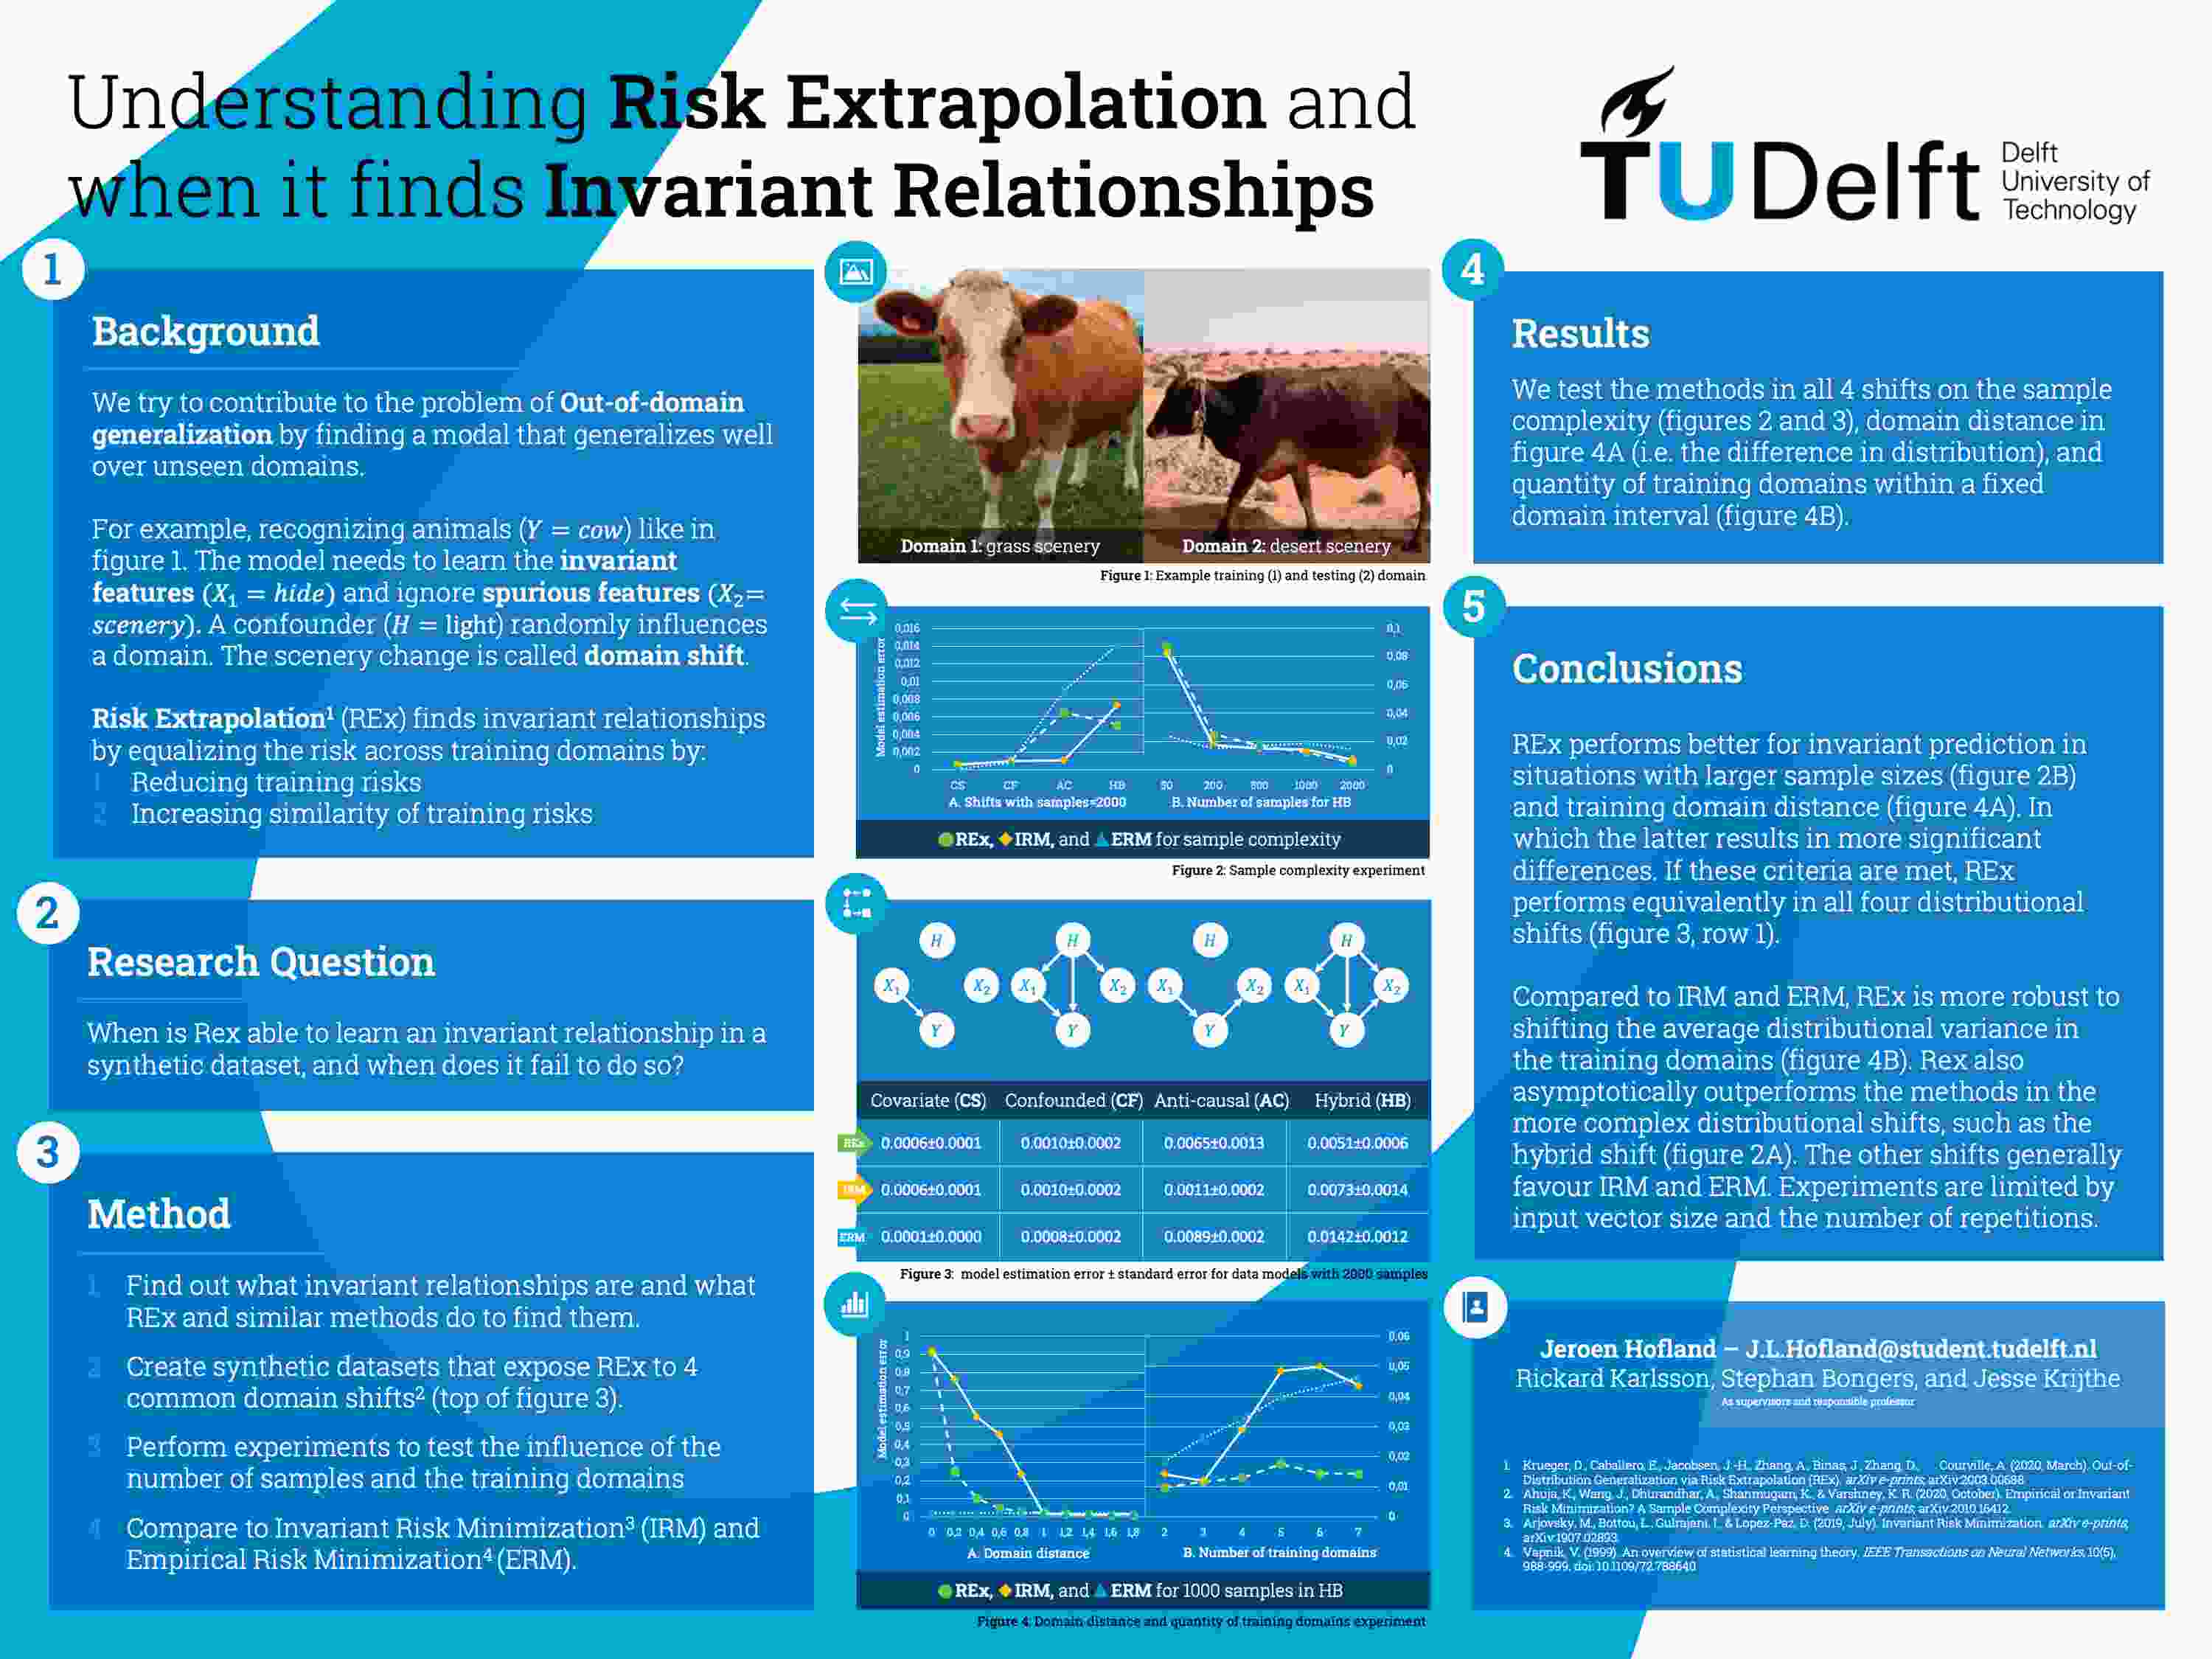 Understanding Risk Extrapolation and
when it finds Invariant Relationships
TUDelft
Delft
University of
Technology
1
Background
We try to contribute to the problem of Out-of-domain
generalization by finding a modal that generalizes well
over unseen domains.
For example, recognizing animals (Y = cow) like in
figure 1. The model needs to learn the invariant
features (X₁ = hide) and ignore spurious features (X₂=
scenery). A confounder (H = light) randomly influences
a domain. The scenery change is called domain shift.
Risk Extrapolation¹ (REx) finds invariant relationships
by equalizing the risk across training domains by:
1 Reducing training risks
2 Increasing similarity of training risks
2
Research Question
When is Rex able to learn an invariant relationship in a
synthetic dataset, and when does it fail to do so?
3
Method
1 Find out what invariant relationships are and what
REx and similar methods do to find them.
2 Create synthetic datasets that expose REx to 4
common domain shifts² (top of figure 3).
3 Perform experiments to test the influence of the
number of samples and the training domains
4 Compare to Invariant Risk Minimization³ (IRM) and
Empirical Risk Minimization⁴ (ERM).
Domain 1: grass scenery
Domain 2: desert scenery
Figure 1: Example training (1) and testing (2) domain
Model estimation error
0,016
0,014
0,012
0,01
0,008
0,006
0,004
0,002
0
0,1
0,08
0,06
0,04
0,02
0
CS CF AC HB
50 200 500 1000 2000
A. Shifts with samples=2000
B. Number of samples for HB
REx, IRM, and ERM for sample complexity
Figure 2: Sample complexity experiment
H H H H
X₁ X₂ X₁ X₂ X₁ X₂ X₁ X₂
Y Y Y Y
Covariate (CS) Confounded (CF) Anti-causal (AC) Hybrid (HB)
REx 0.0006±0.0001 0.0010±0.0002 0.0065±0.0013 0.0051±0.0006
IRM 0.0006±0.0001 0.0010±0.0002 0.0011±0.0002 0.0073±0.0014
ERM 0.0001±0.0000 0.0008±0.0002 0.0089±0.0002 0.0142±0.0012
Figure 3: model estimation error ± standard error for data models with 2000 samples
Model estimation error
1
0,9
0,8
0,7
0,6
0,5
0,4
0,3
0,2
0,1
0
0,06
0,05
0,04
0,03
0,02
0,01
0
0 0,2 0,4 0,6 0,8 1 1,2 1,4 1,6 1,8
2 3 4 5 6 7
A. Domain distance
B. Number of training domains
REx, IRM, and ERM for 1000 samples in HB
Figure 4: Domain distance and quantity of training domains experiment
4
Results
We test the methods in all 4 shifts on the sample
complexity (figures 2 and 3), domain distance in
figure 4A (i.e. the difference in distribution), and
quantity of training domains within a fixed
domain interval (figure 4B).
5
Conclusions
REx performs better for invariant prediction in
situations with larger sample sizes (figure 2B)
and training domain distance (figure 4A). In
which the latter results in more significant
differences. If these criteria are met, REx
performs equivalently in all four distributional
shifts (figure 3, row 1).
Compared to IRM and ERM, REx is more robust to
shifting the average distributional variance in
the training domains (figure 4B). Rex also
asymptotically outperforms the methods in the
more complex distributional shifts, such as the
hybrid shift (figure 2A). The other shifts generally
favour IRM and ERM. Experiments are limited by
input vector size and the number of repetitions.
Jeroen Hofland – J.L.Hofland@student.tudelft.nl
Rickard Karlsson, Stephan Bongers, and Jesse Krijthe
As supervisors and responsible professor
1. Krueger, D., Caballero, E., Jacobsen, J.-H., Zhang, A., Binas, J., Zhang, D., Courville, A. (2020, March). Out-of-
Distribution Generalization via Risk Extrapolation (REx). arXiv e-prints, arXiv:2003.00688.
2. Ahuja, K., Wang, J., Dhurandhar, A., Shanmugam, K., & Varshney, K. R. (2020, October). Empirical or Invariant
Risk Minimization? A Sample Complexity Perspective. arXiv e-prints, arXiv:2010.16412.
3. Arjovsky, M., Bottou, L., Gulrajani, I., & Lopez-Paz, D. (2019, July). Invariant Risk Minimization. arXiv e-prints,
arXiv:1907.02893.
4. Vapnik, V. (1999). An overview of statistical learning theory. IEEE Transactions on Neural Networks, 10(5),
988-999. doi: 10.1109/72.788640